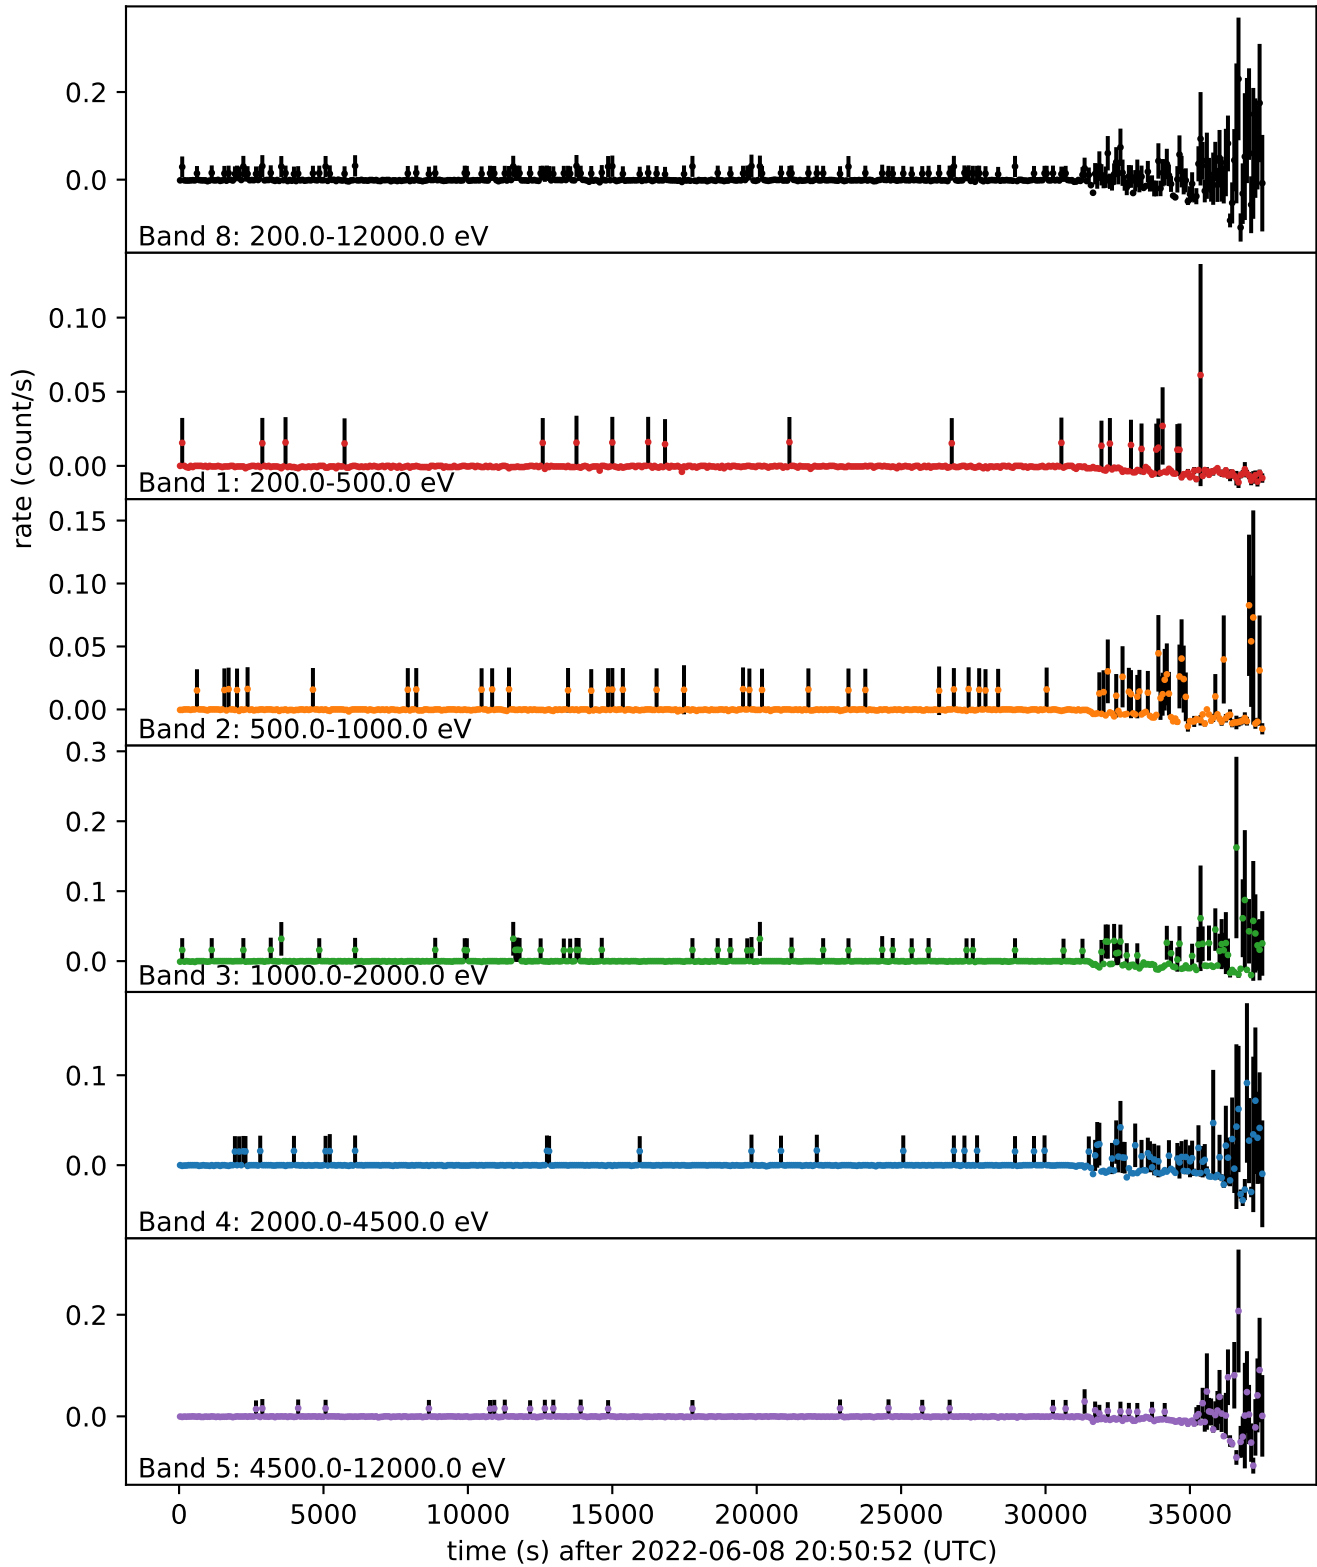 rate (count/s)
0.2
0.0
Band 8: 200.0-12000.0 eV
0.10
0.05
0.00
Band 1: 200.0-500.0 eV
0.15
0.10
0.05
0.00
Band 2: 500.0-1000.0 eV
0.3
0.2
0.1
0.0
Band 3: 1000.0-2000.0 eV
0.1
0.0
Band 4: 2000.0-4500.0 eV
0.2
0.0
Band 5: 4500.0-12000.0 eV
0 5000 10000 15000 20000 25000 30000 35000
time (s) after 2022-06-08 20:50:52 (UTC)